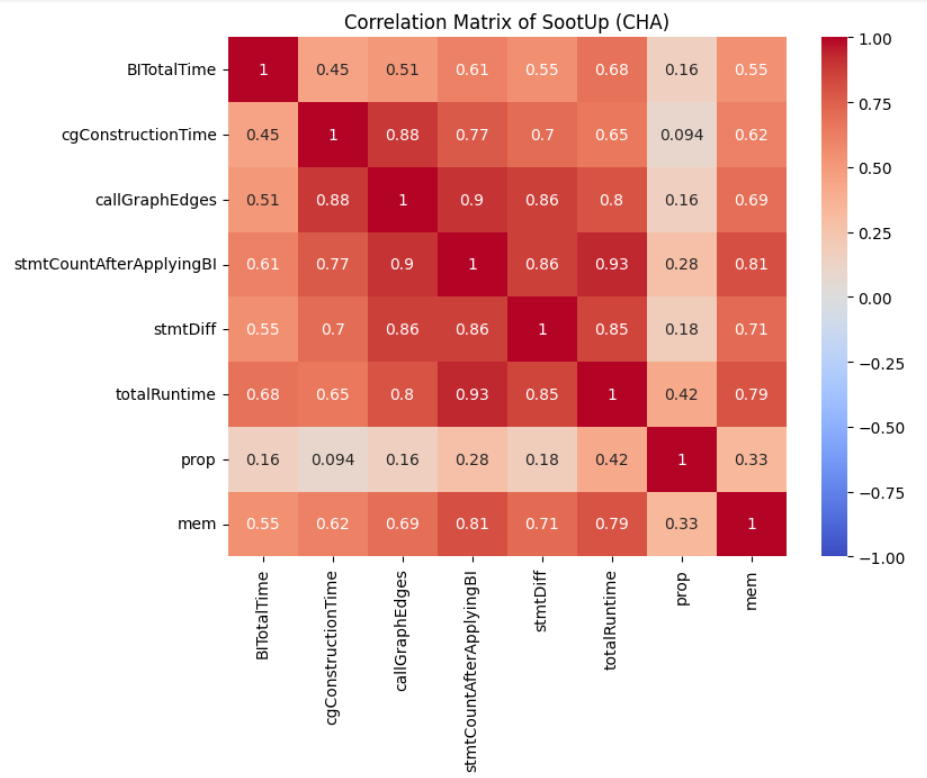 Correlation Matrix of SootUp (CHA)
BITotalTime 1 0.45 0.51 0.61 0.55 0.68 0.16 0.55
cgConstructionTime 0.45 1 0.88 0.77 0.7 0.65 0.094 0.62
callGraphEdges 0.51 0.88 1 0.9 0.86 0.8 0.16 0.69
stmtCountAfterApplyingBI 0.61 0.77 0.9 1 0.86 0.93 0.28 0.81
stmtDiff 0.55 0.7 0.86 0.86 1 0.85 0.18 0.71
totalRuntime 0.68 0.65 0.8 0.93 0.85 1 0.42 0.79
prop 0.16 0.094 0.16 0.28 0.18 0.42 1 0.33
mem 0.55 0.62 0.69 0.81 0.71 0.79 0.33 1
BITotalTime
cgConstructionTime
callGraphEdges
stmtCountAfterApplyingBI
stmtDiff
totalRuntime
prop
mem
1.00
0.75
0.50
0.25
0.00
−0.25
−0.50
−0.75
−1.00